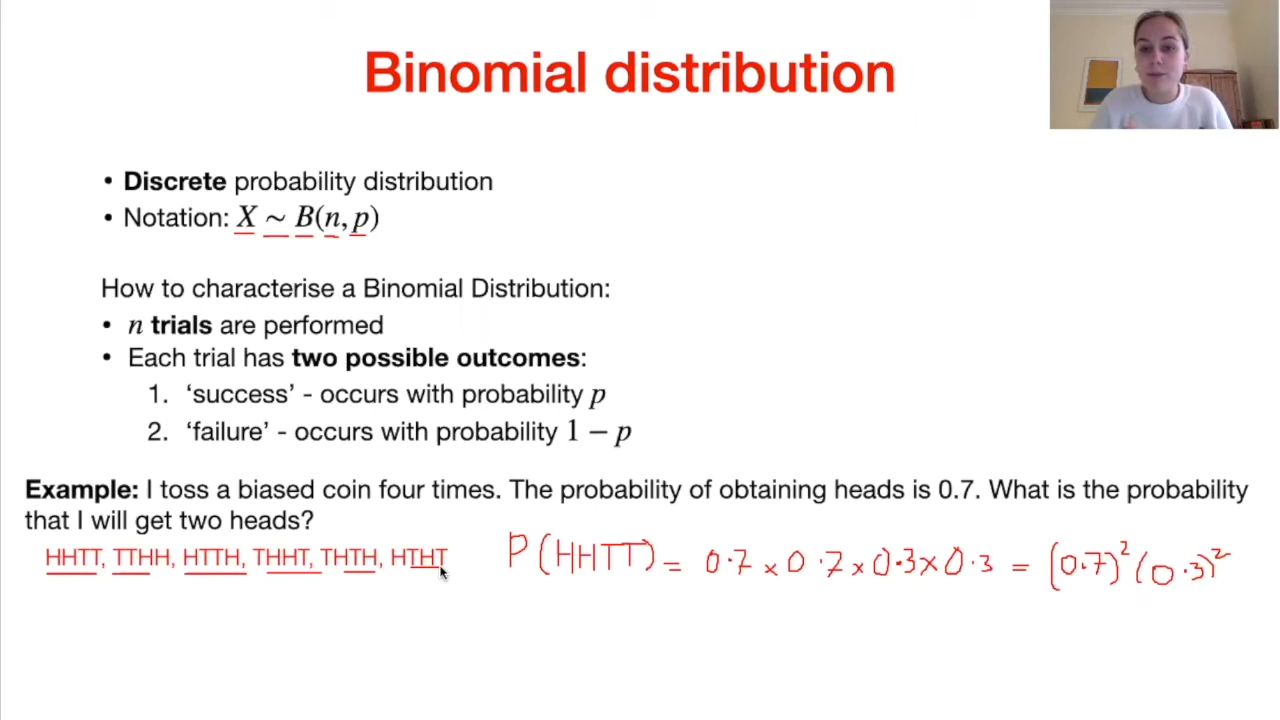 Binomial distribution
• Discrete probability distribution
• Notation: X ∼ B(n, p)
How to characterise a Binomial Distribution:
• n trials are performed
• Each trial has two possible outcomes:
1. ‘success’ - occurs with probability p
2. ‘failure’ - occurs with probability 1 − p
Example: I toss a biased coin four times. The probability of obtaining heads is 0.7. What is the probability
that I will get two heads?
HHTT, TTHH, HTTH, THHT, THTH, HTHT
P(HHTT) = 0.7 × 0.7 × 0.3 × 0.3 = (0.7)² (0.3)²